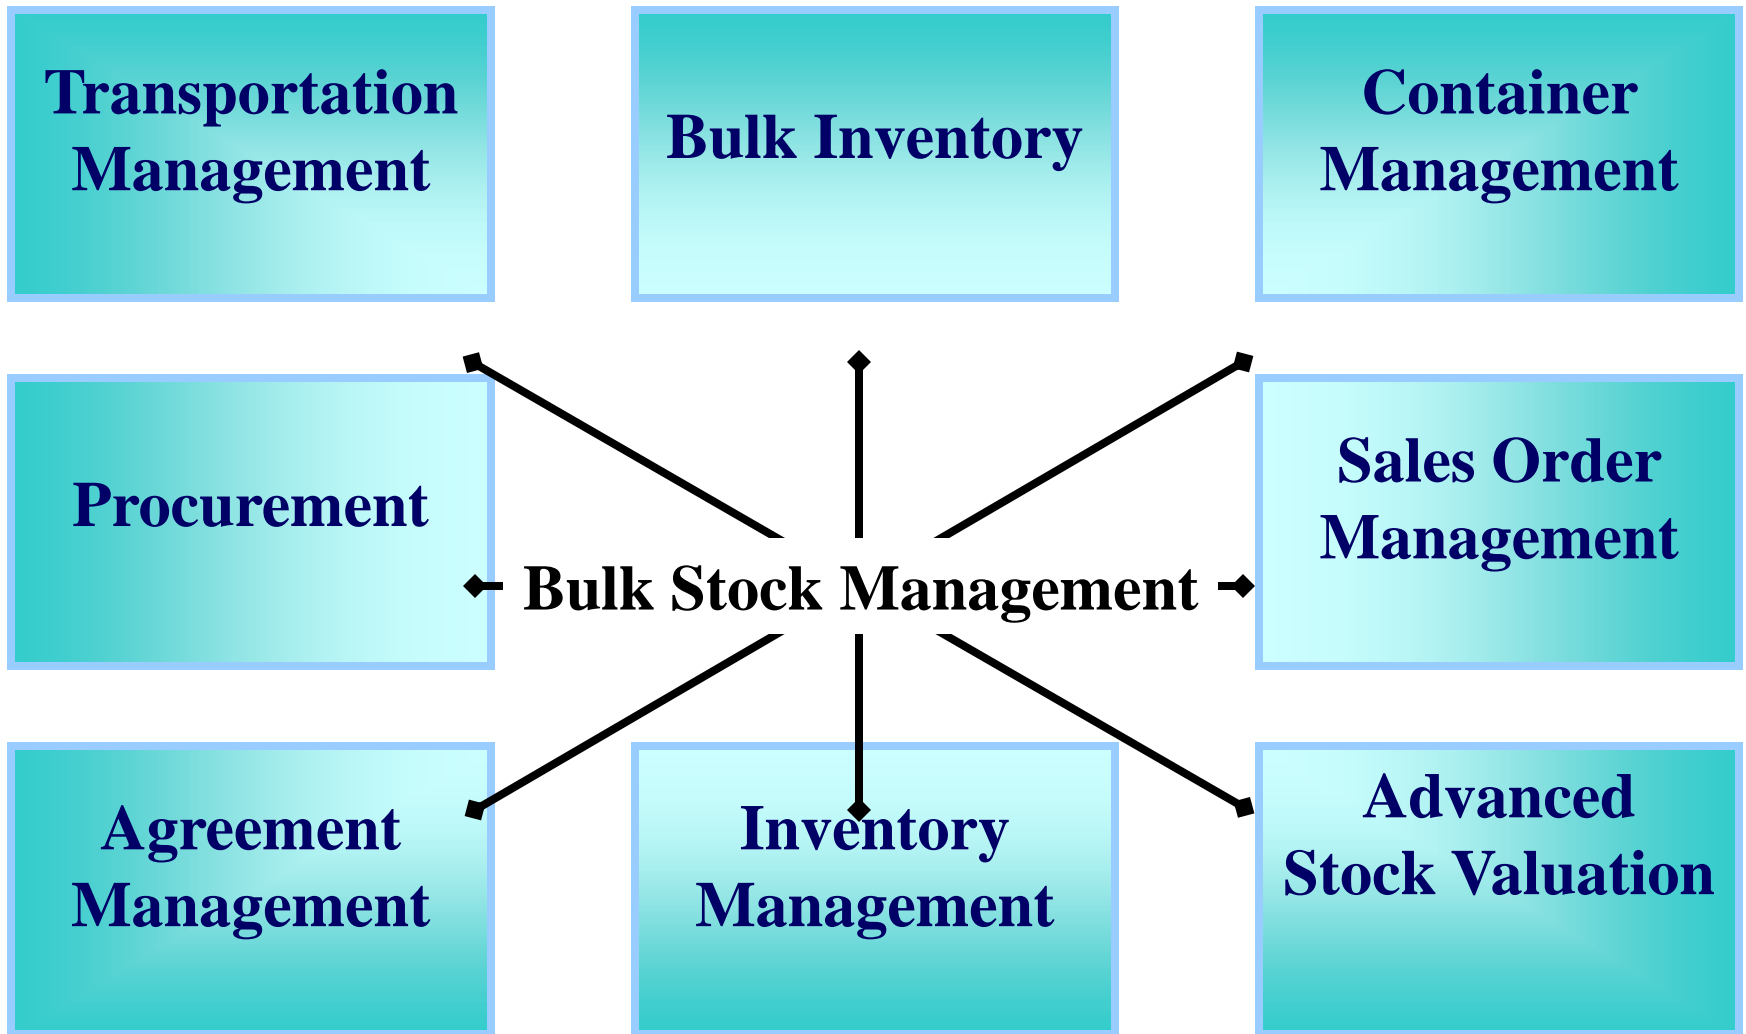 Transportation
Management
Bulk Inventory
Container
Management
Procurement
Sales Order
Management
Bulk Stock Management
Agreement
Management
Inventory
Management
Advanced
Stock Valuation